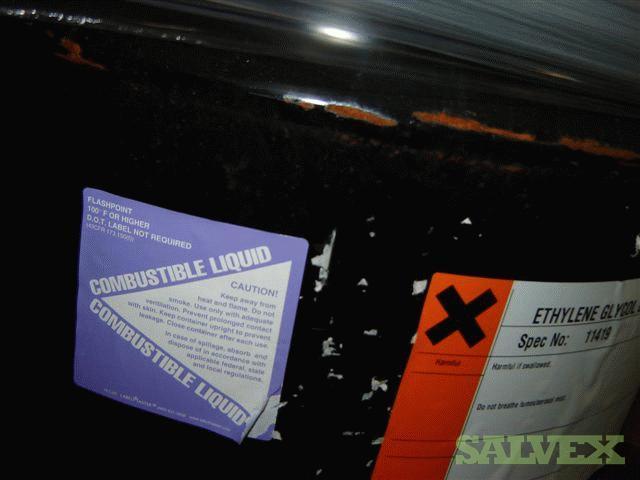 FLASHPOINT
100°F OR HIGHER
D.O.T. LABEL NOT REQUIRED
COMBUSTIBLE LIQUID
CAUTION!
Keep away from
heat and flame. Do not
smoke. Use only with adequate
ventilation. Prevent prolonged contact
with skin. Keep container upright to prevent
leakage. Close container after each use.
In case of spillage, absorb and
dispose of in accordance with
applicable federal, state
and local regulations.
COMBUSTIBLE LIQUID
Harmful
ETHYLENE GLYCOL
Spec No: 11419
Harmful if swallowed.
Do not breathe fumes/aerosol mist.
SALVEX